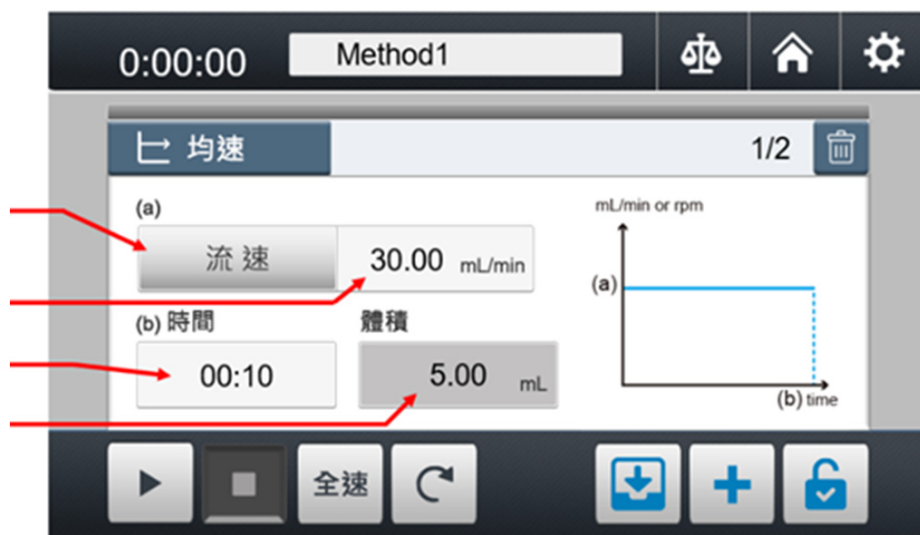 0:00:00 Method1
均速 1/2
(a)
流速 30.00 mL/min
mL/min or rpm
(a)
(b) 時間 體積
00:10 5.00 mL
(b) time
全速